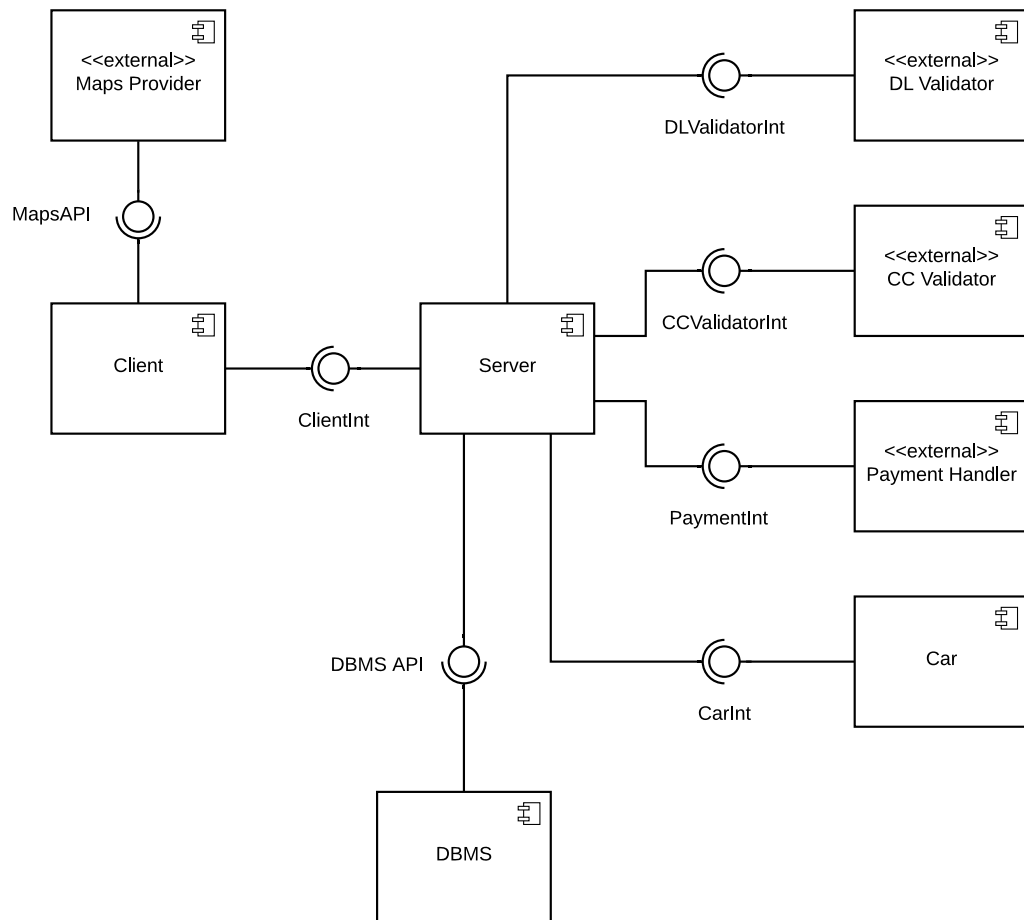 <<external>>
Maps Provider
<<external>>
DL Validator
DLValidatorInt
MapsAPI
<<external>>
CC Validator
CCValidatorInt
Client
ClientInt
Server
<<external>>
Payment Handler
PaymentInt
DBMS API
Car
CarInt
DBMS